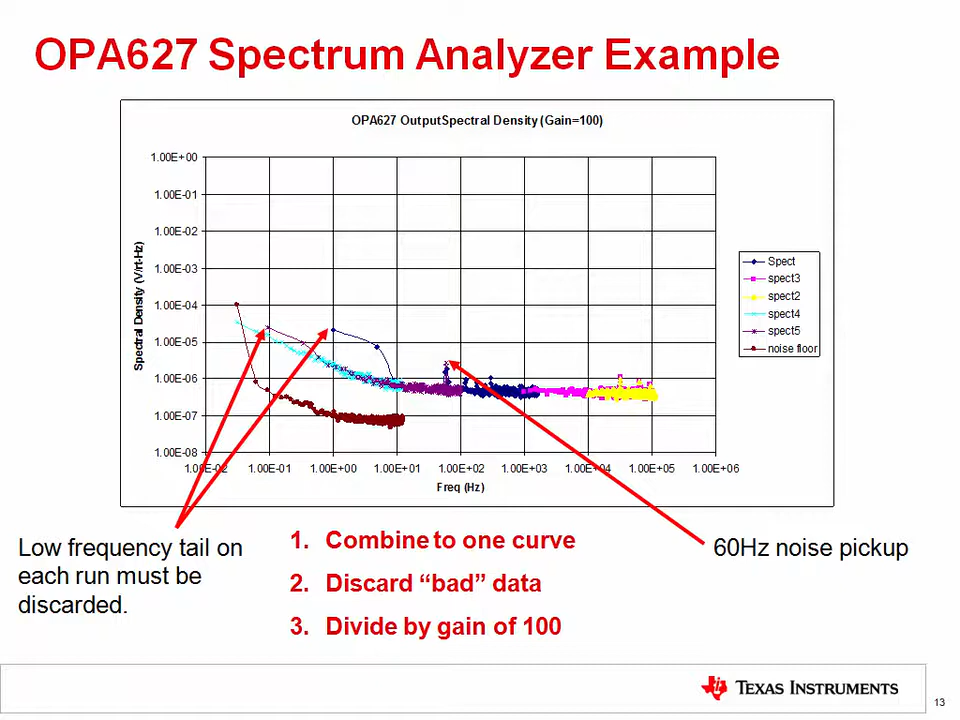 OPA627 Spectrum Analyzer Example
OPA627 OutputSpectral Density (Gain=100)
1.00E+00
1.00E-01
1.00E-02
1.00E-03
1.00E-04
1.00E-05
1.00E-06
1.00E-07
1.00E-08
Spectral Density (V/rt-Hz)
1.00E-02 1.00E-01 1.00E+00 1.00E+01 1.00E+02 1.00E+03 1.00E+04 1.00E+05 1.00E+06
Freq (Hz)
Spect
spect3
spect2
spect4
spect5
noise floor
Low frequency tail on
each run must be
discarded.
1. Combine to one curve
2. Discard “bad” data
3. Divide by gain of 100
60Hz noise pickup
TEXAS INSTRUMENTS
13